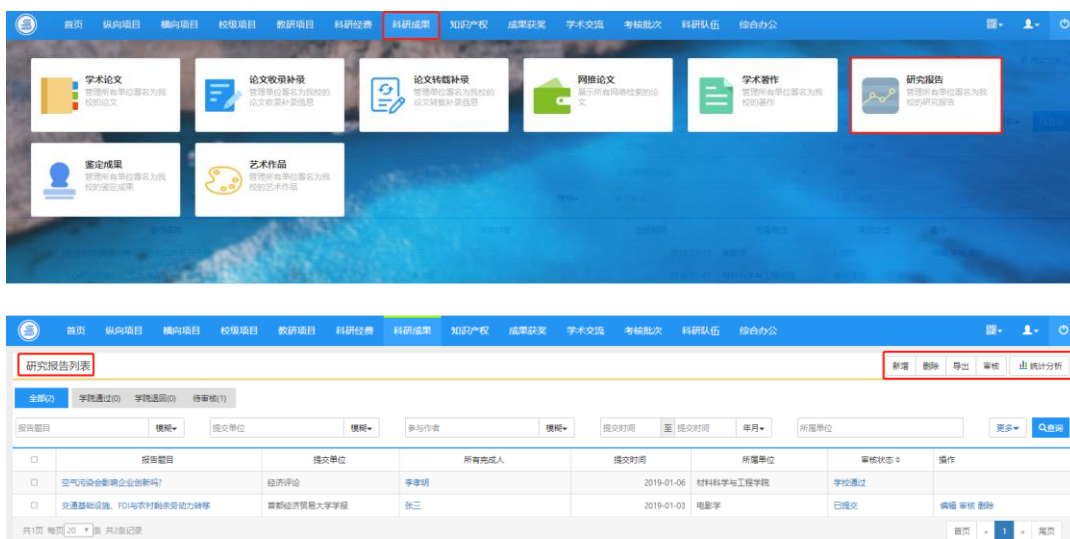 首页 纵向项目 横向项目 校级项目 教研项目 科研经费 科研成果 知识产权 成果获奖 学术交流 考核批次 科研队伍 综合办公
学术论文
管理所有单位署名为我
校的论文
论文收录补录
管理单位署名为我校的
论文收录补录信息
论文转载补录
管理单位署名为我校的
论文转载补录信息
网推论文
展示所有网络检索的论
文
学术著作
管理所有单位署名为我
校的著作
研究报告
管理所有单位署名为我
校的研究报告
鉴定成果
管理所有单位署名为我
校的鉴定成果
艺术作品
管理所有单位署名为我
校的艺术作品
首页 纵向项目 横向项目 校级项目 教研项目 科研经费 科研成果 知识产权 成果获奖 学术交流 考核批次 科研队伍 综合办公
研究报告列表 新增 删除 导出 审核 统计分析
全部(2) 学院通过(0) 学院退回(0) 待审核(1)
报告题目 模糊 提交单位 模糊 参与作者 模糊 提交时间 至 提交时间 年月 所属单位 更多 查询
报告题目 提交单位 所有完成人 提交时间 所属单位 审核状态 操作
空气污染会影响企业创新吗? 经济评论 李孝明 2019-01-06 材料科学与工程学院 学校通过
交通基础设施、FDI与农村剩余劳动力转移 首都经济贸易大学学报 张三 2019-01-03 电影学 已提交 编辑 审核 删除
共1页 每页 20 条 共2条记录 首页 « 1 » 尾页